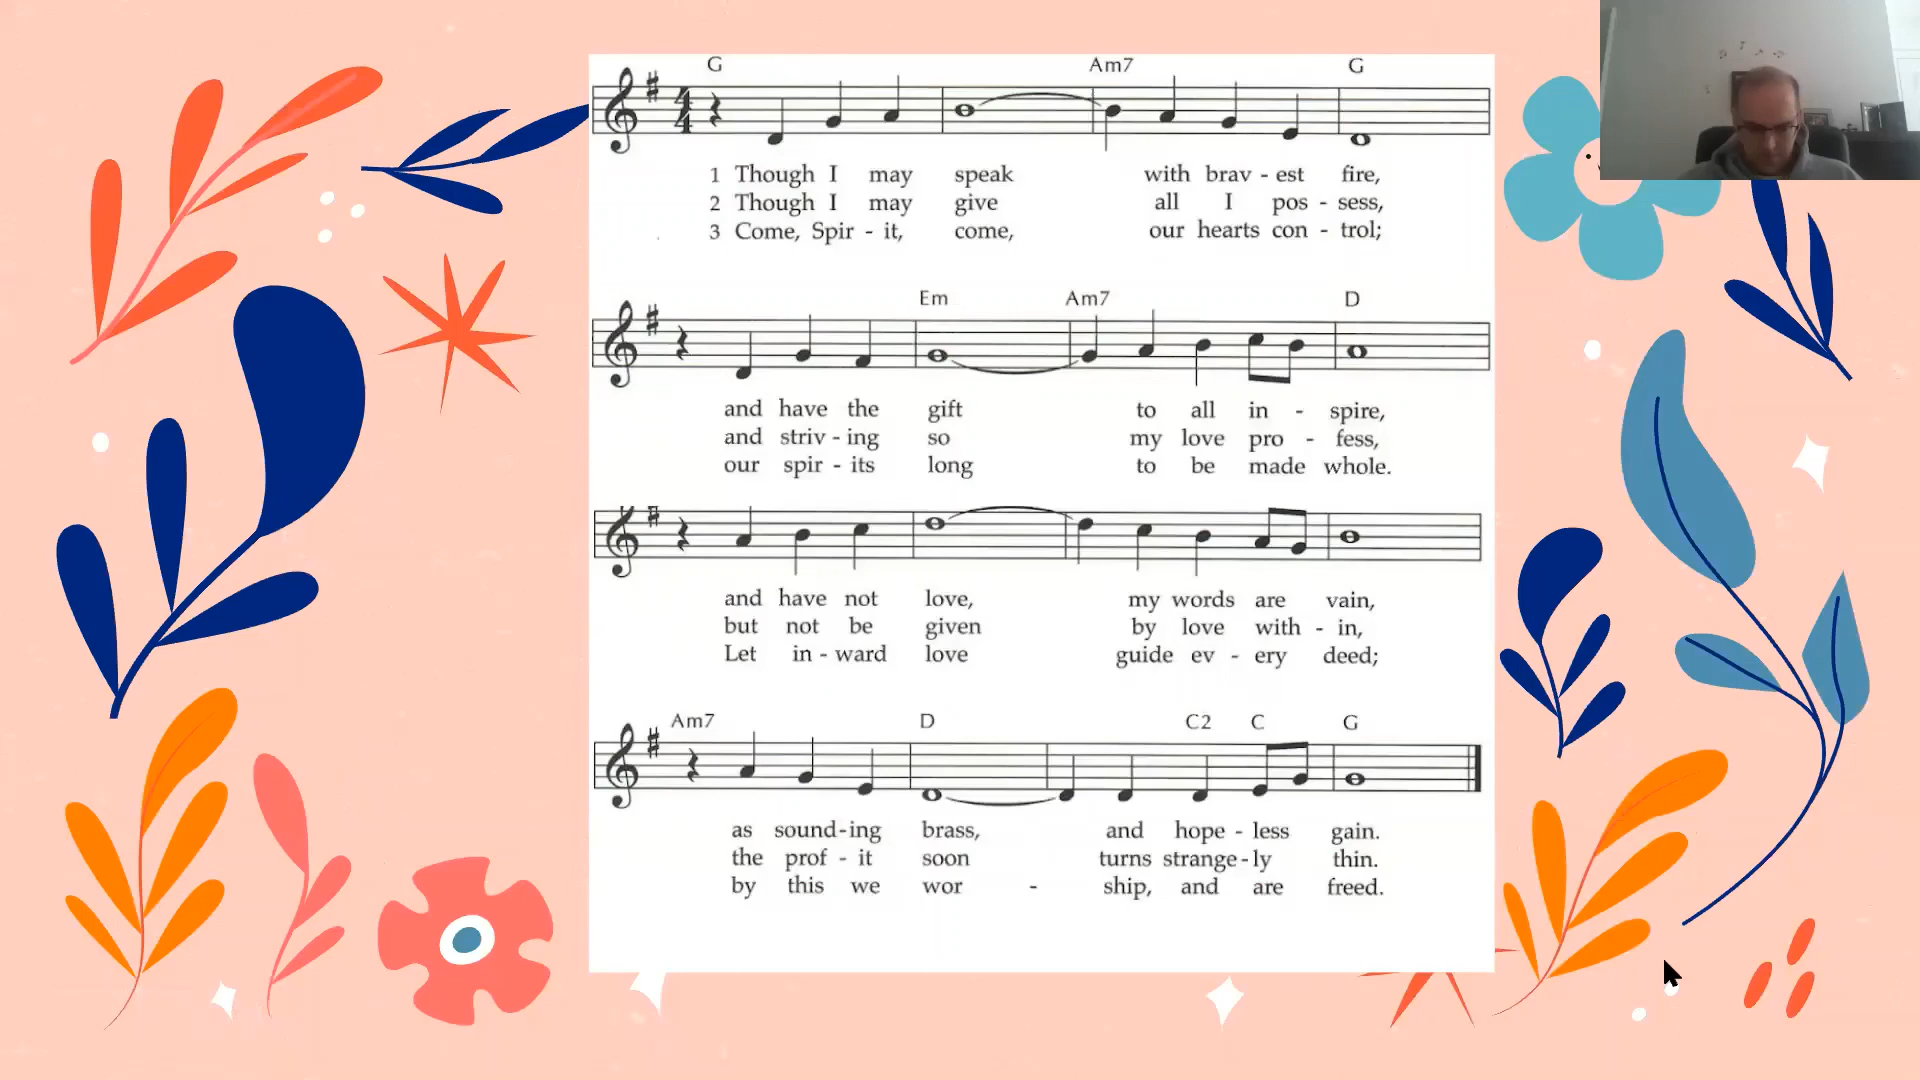 G Am7 G
1 Though I may speak with brav - est fire,
2 Though I may give all I pos - sess,
3 Come, Spir - it, come, our hearts con - trol;
Em Am7 D
and have the gift to all in - spire,
and striv - ing so my love pro - fess,
our spir - its long to be made whole.
and have not love, my words are vain,
but not be given by love with - in,
Let in - ward love guide ev - ery deed;
Am7 D C2 C G
as sound-ing brass, and hope - less gain.
the prof - it soon turns strange-ly thin.
by this we wor - ship, and are freed.